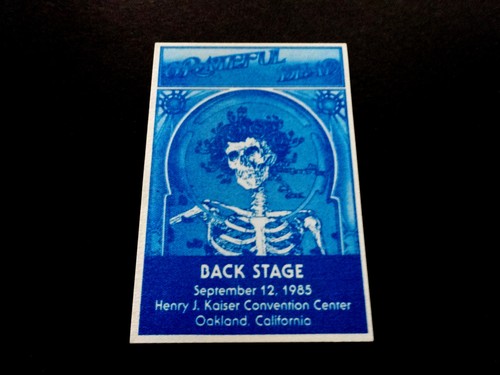 GRATEFUL DEAD
BACK STAGE
September 12, 1985
Henry J. Kaiser Convention Center
Oakland, California